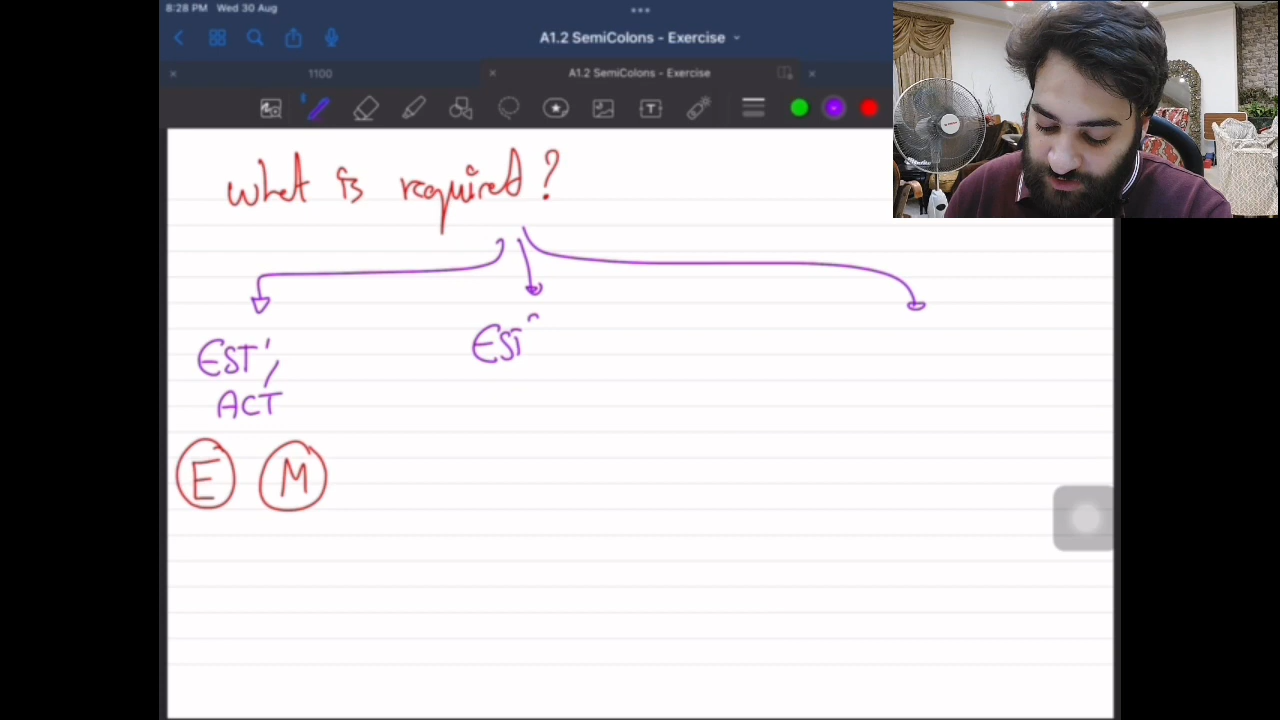 8:28 PM Wed 30 Aug
A1.2 SemiColons - Exercise
1100
A1.2 SemiColons - Exercise
What is required?
EST',
ACT
EST
E M